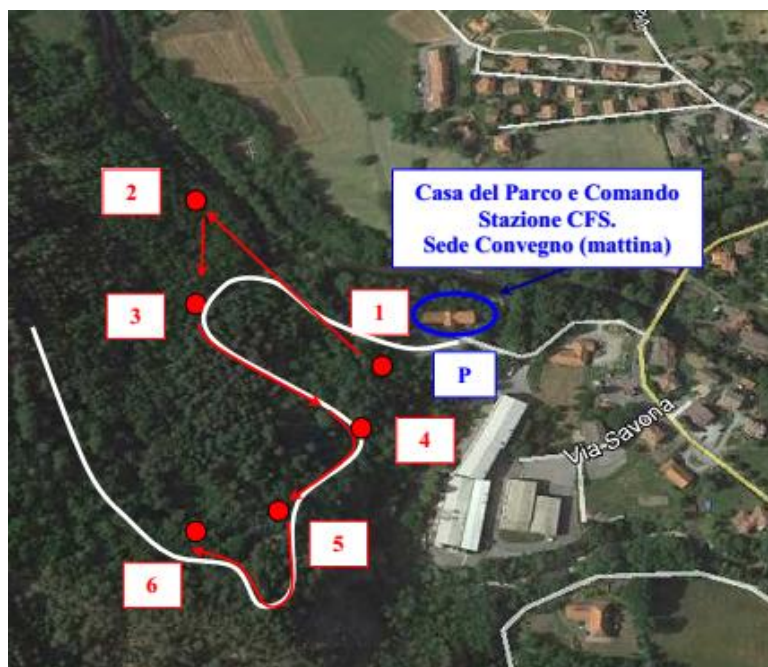 2
Casa del Parco e Comando
Stazione CFS.
Sede Convegno (mattina)
3
1
P
4
Via Savona
5
6